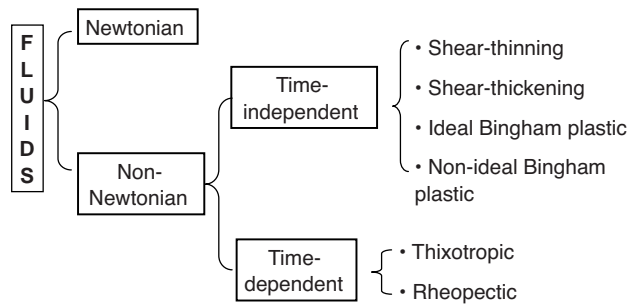 FLUIDS
Newtonian
Non-
Newtonian
Time-
independent
• Shear-thinning
• Shear-thickening
• Ideal Bingham plastic
• Non-ideal Bingham
plastic
Time-
dependent
• Thixotropic
• Rheopectic